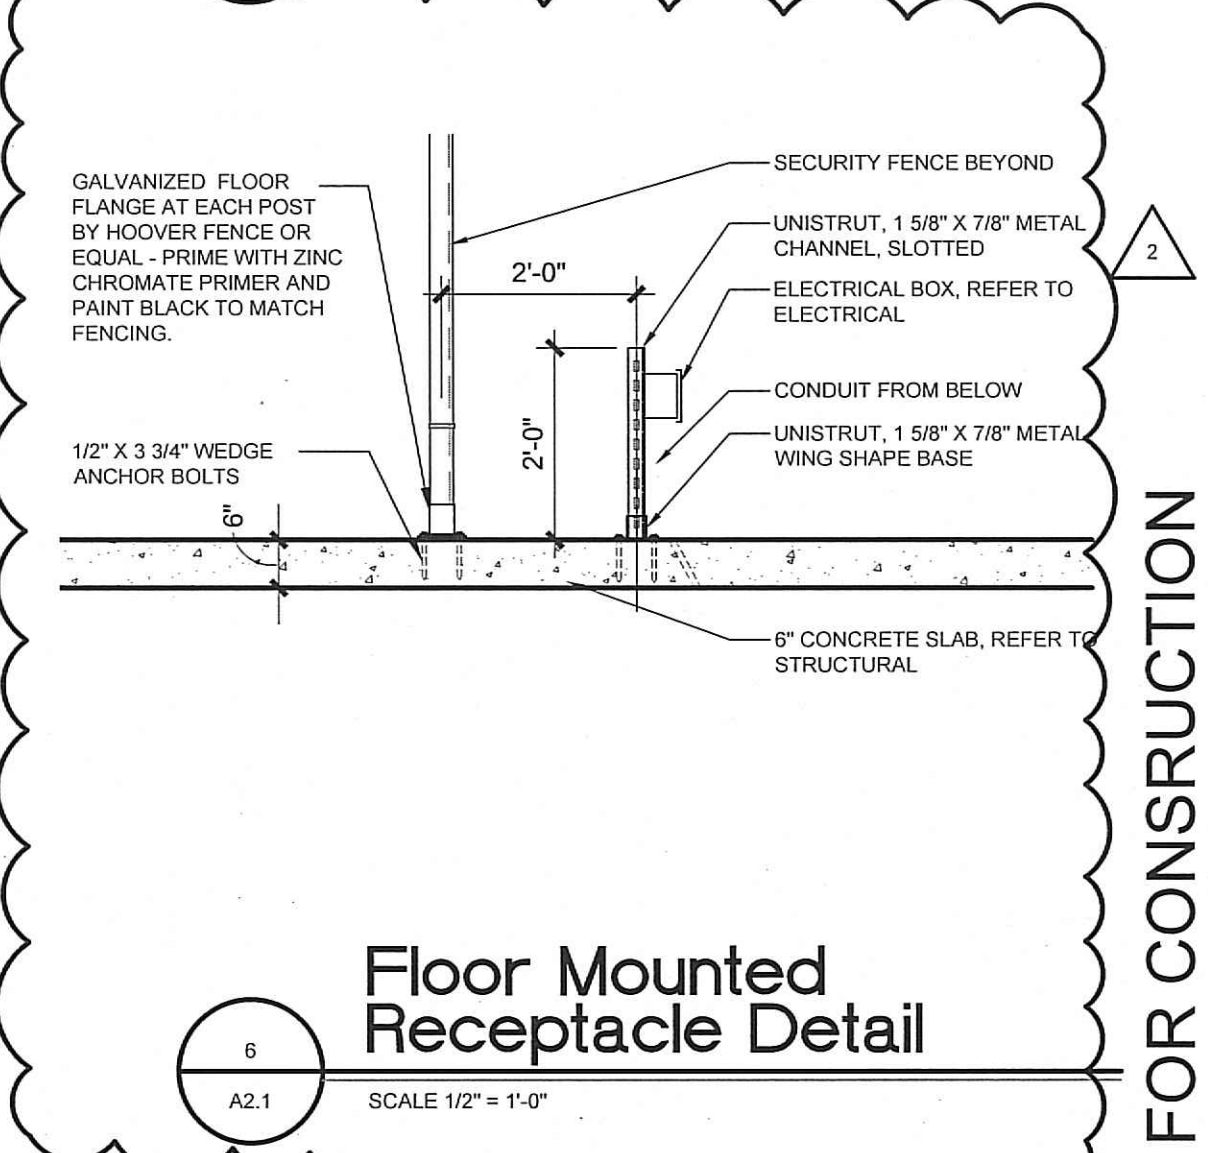 GALVANIZED FLOOR
FLANGE AT EACH POST
BY HOOVER FENCE OR
EQUAL - PRIME WITH ZINC
CHROMATE PRIMER AND
PAINT BLACK TO MATCH
FENCING.
1/2" X 3 3/4" WEDGE
ANCHOR BOLTS
6"
2'-0"
2'-0"
SECURITY FENCE BEYOND
UNISTRUT, 1 5/8" X 7/8" METAL
CHANNEL, SLOTTED
ELECTRICAL BOX, REFER TO
ELECTRICAL
CONDUIT FROM BELOW
UNISTRUT, 1 5/8" X 7/8" METAL
WING SHAPE BASE
6" CONCRETE SLAB, REFER TO
STRUCTURAL
2
FOR CONSRUCTION
Floor Mounted
Receptacle Detail
6
A2.1
SCALE 1/2" = 1'-0"